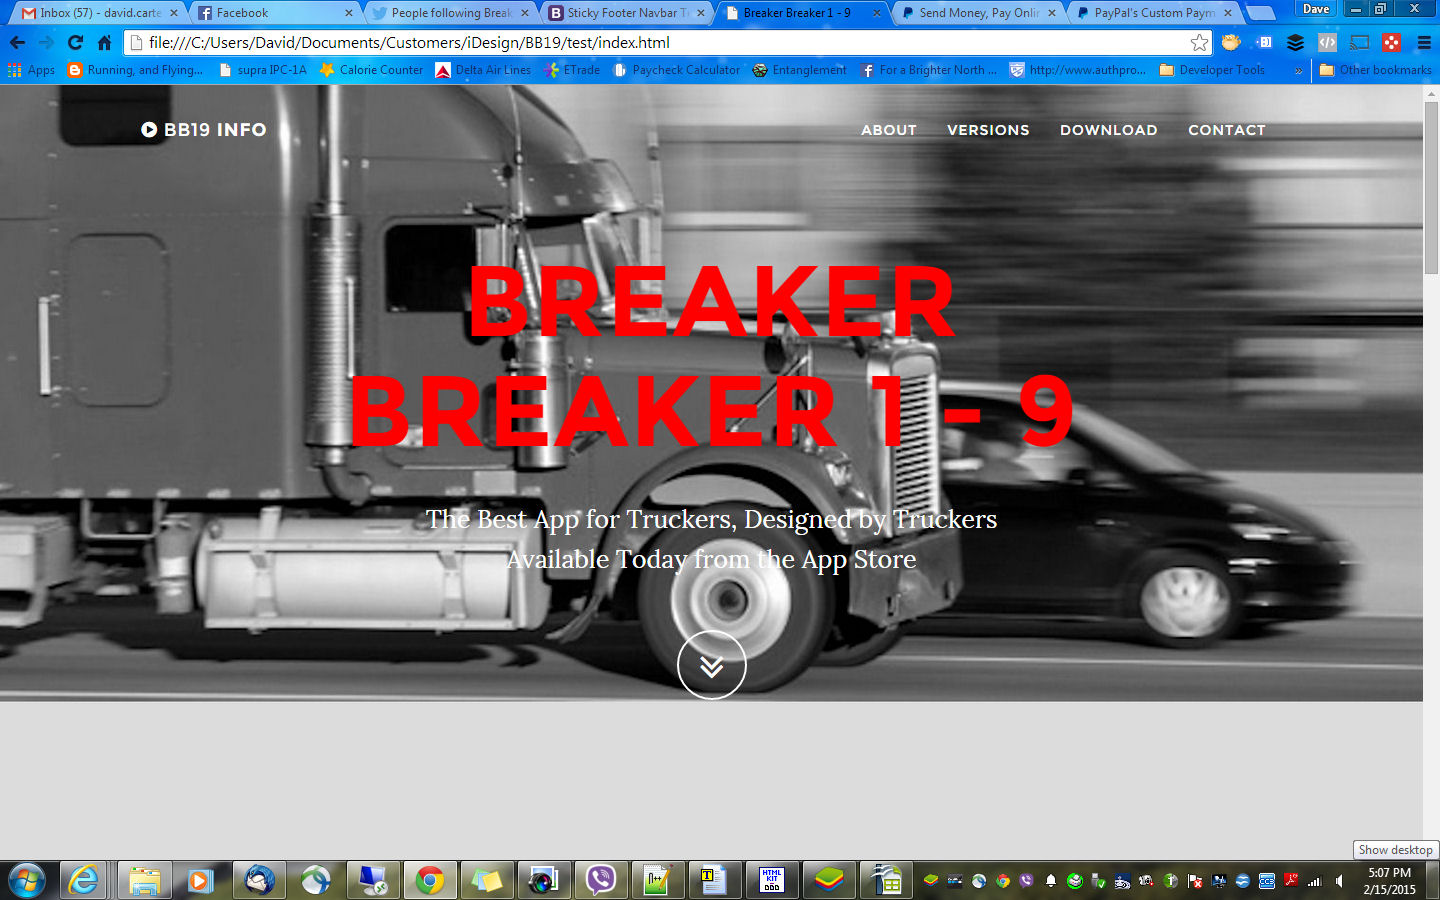 Inbox (57) - david.carte
Facebook
People following Break
Sticky Footer Navbar Te
Breaker Breaker 1 - 9
Send Money, Pay Onlin
PayPal's Custom Paym
Dave
file:///C:/Users/David/Documents/Customers/iDesign/BB19/test/index.html
Apps
Running, and Flying...
supra IPC-1A
Calorie Counter
Delta Air Lines
ETrade
Paycheck Calculator
Entanglement
For a Brighter North ...
http://www.authpro...
Developer Tools
»
Other bookmarks
BB19 INFO
ABOUT
VERSIONS
DOWNLOAD
CONTACT
BREAKER
BREAKER 1 - 9
The Best App for Truckers, Designed by Truckers
Available Today from the App Store
Show desktop
HTML
KIT
5:07 PM
2/15/2015